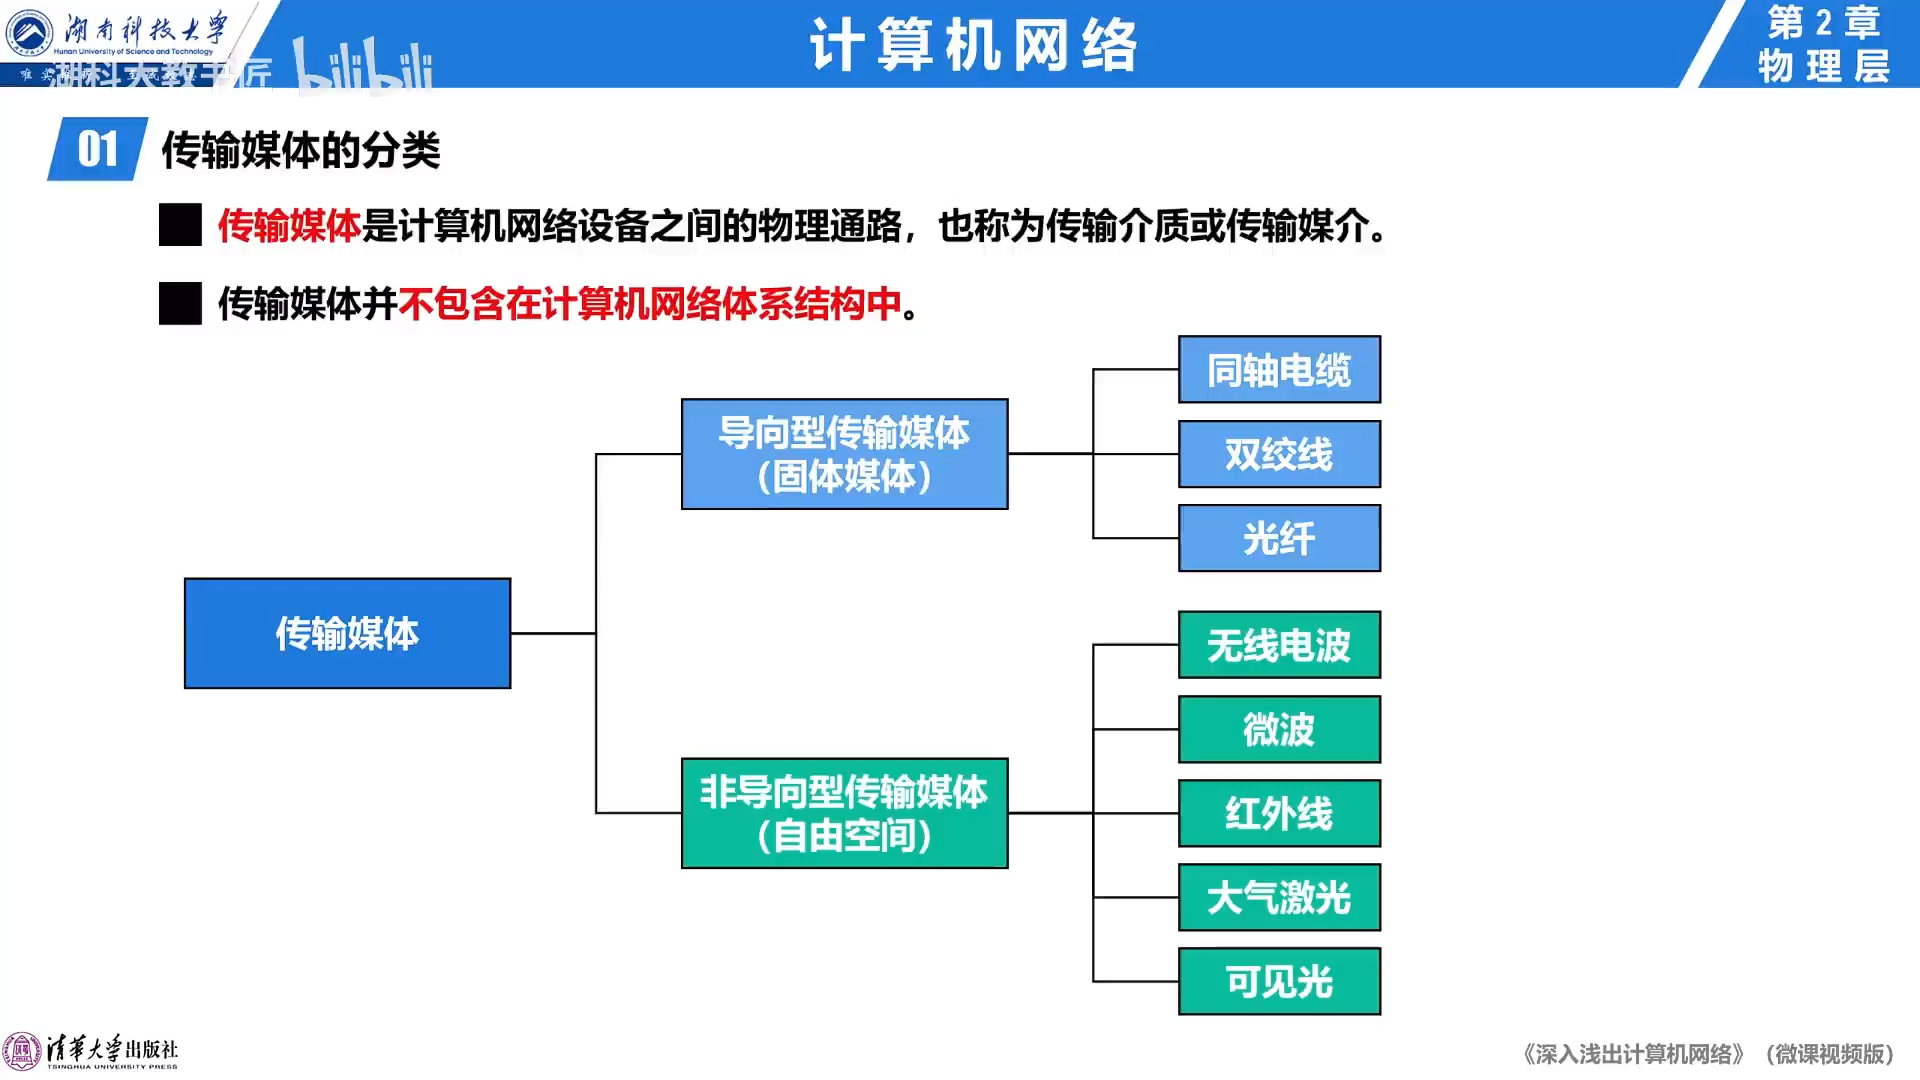 湖南科技大学
Hunan University of Science and Technology
湖科大教书匠
bilibili
计算机网络
第2章
物理层
01 传输媒体的分类
传输媒体是计算机网络设备之间的物理通路，也称为传输介质或传输媒介。
传输媒体并不包含在计算机网络体系结构中。
传输媒体
导向型传输媒体
（固体媒体）
同轴电缆
双绞线
光纤
非导向型传输媒体
（自由空间）
无线电波
微波
红外线
大气激光
可见光
清华大学出版社
TSINGHUA UNIVERSITY PRESS
《深入浅出计算机网络》（微课视频版）